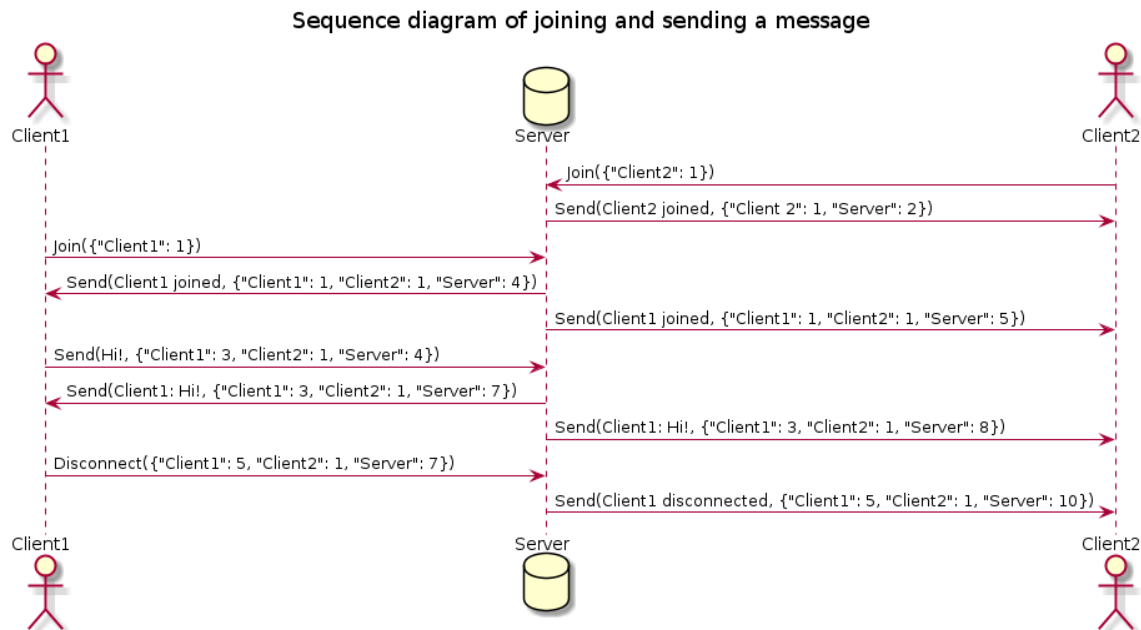 Sequence diagram of joining and sending a message
Client1
Server
Client2
Join({"Client2": 1})
Send(Client2 joined, {"Client 2": 1, "Server": 2})
Join({"Client1": 1})
Send(Client1 joined, {"Client1": 1, "Client2": 1, "Server": 4})
Send(Client1 joined, {"Client1": 1, "Client2": 1, "Server": 5})
Send(Hi!, {"Client1": 3, "Client2": 1, "Server": 4})
Send(Client1: Hi!, {"Client1": 3, "Client2": 1, "Server": 7})
Send(Client1: Hi!, {"Client1": 3, "Client2": 1, "Server": 8})
Disconnect({"Client1": 5, "Client2": 1, "Server": 7})
Send(Client1 disconnected, {"Client1": 5, "Client2": 1, "Server": 10})
Client1
Server
Client2